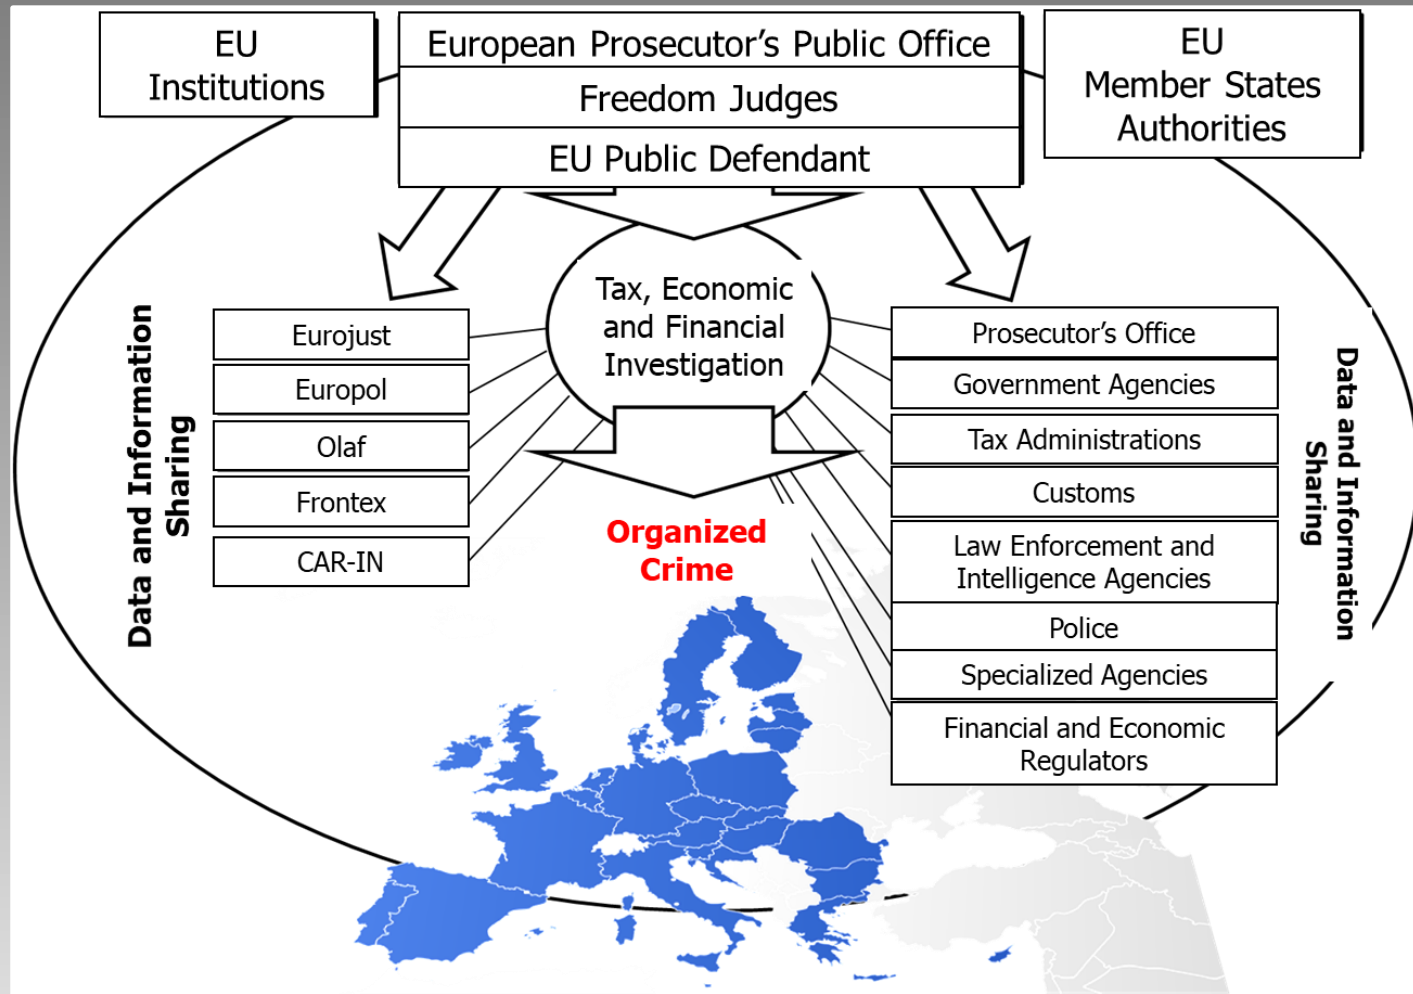 EU
Institutions
European Prosecutor's Public Office
Freedom Judges
EU Public Defendant
EU
Member States
Authorities
Data and Information
Sharing
Eurojust
Europol
Olaf
Frontex
CAR-IN
Tax, Economic
and Financial
Investigation
Organized
Crime
Prosecutor's Office
Government Agencies
Tax Administrations
Customs
Law Enforcement and
Intelligence Agencies
Police
Specialized Agencies
Financial and Economic
Regulators
Data and Information
Sharing